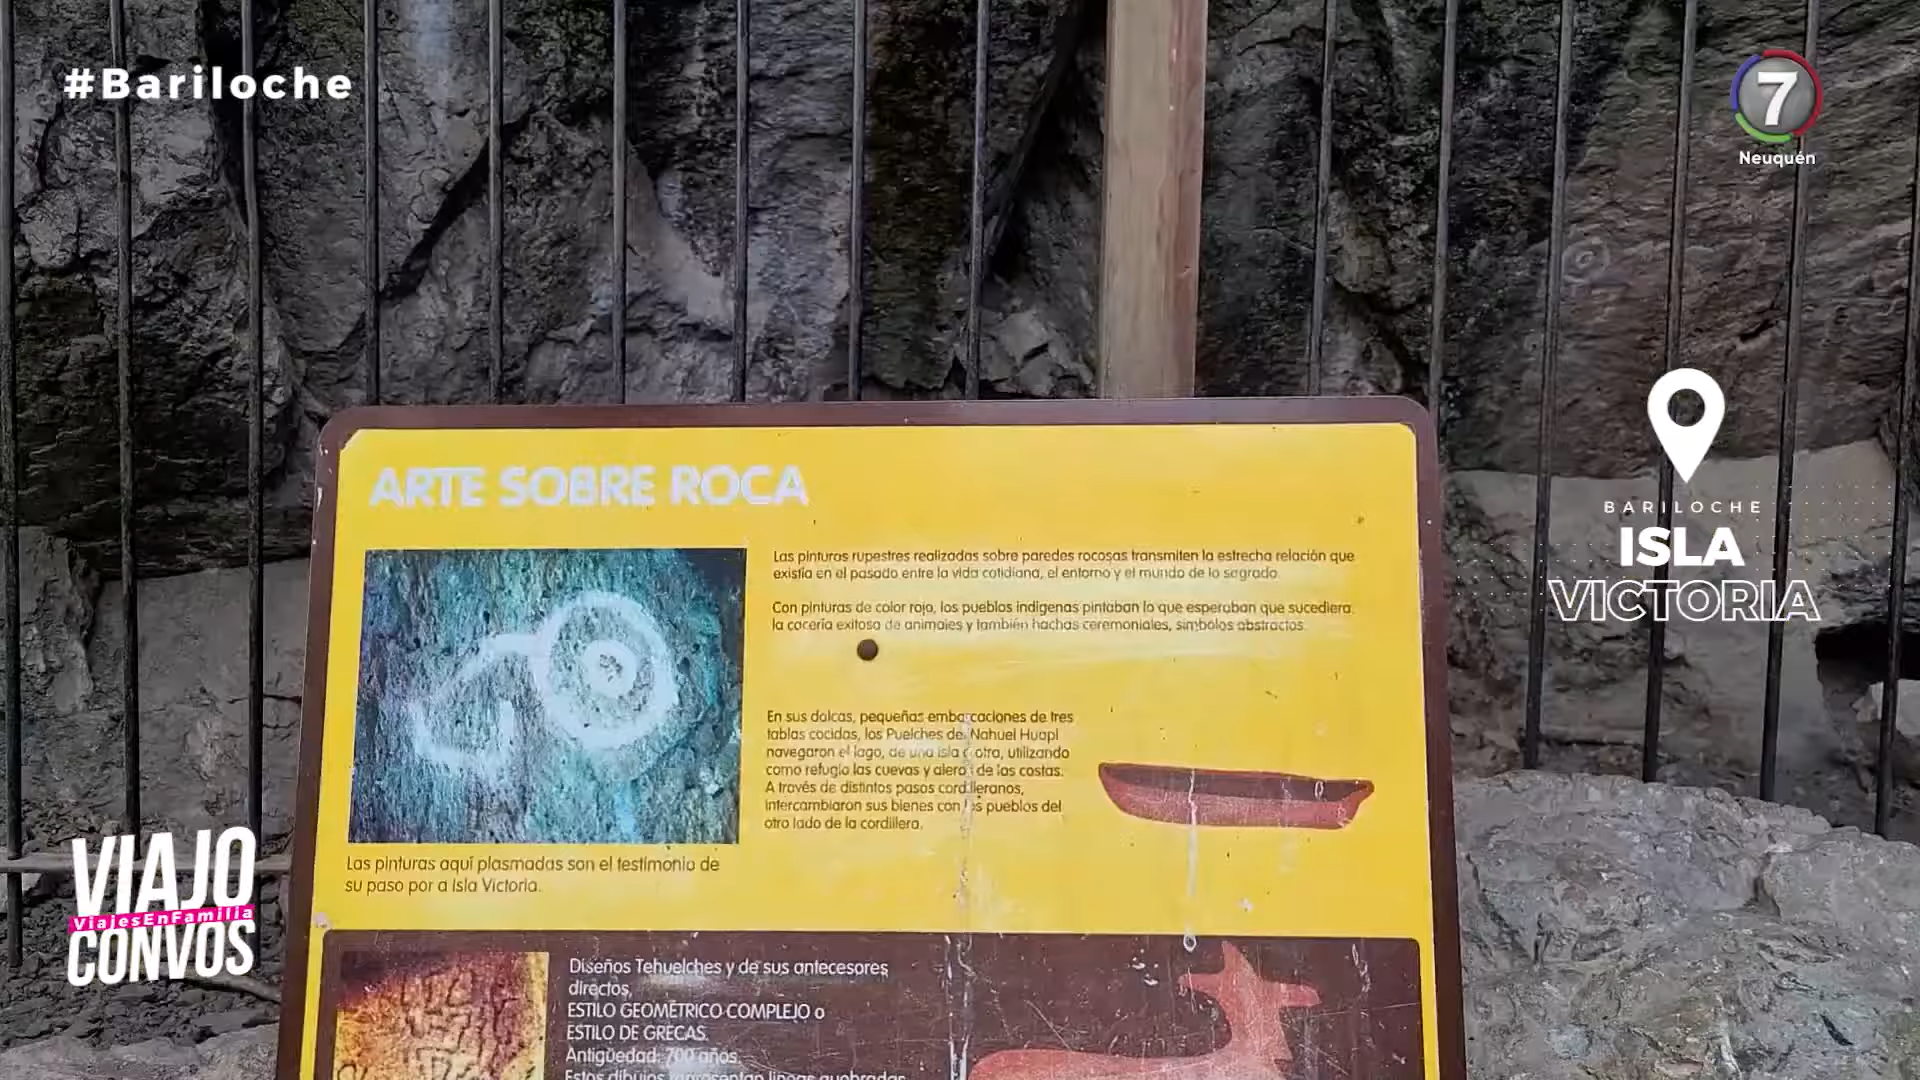 #Bariloche
7
Neuquén
ARTE SOBRE ROCA
Las pinturas rupestres realizadas sobre paredes rocosas transmiten la estrecha relación que
existía en el pasado entre la vida cotidiana, el entorno y el mundo de lo sagrado.
Con pinturas de color rojo, los pueblos indígenas pintaban lo que esperaban que sucediera:
la cacería exitosa de animales y también hachas ceremoniales, símbolos abstractos.
En sus dalcas, pequeñas embarcaciones de tres
tablas cocidas, los Puelches de Nahuel Huapi
navegaron el lago, de una isla a otra, utilizando
como refugio las cuevas y aleros de las costas.
A través de distintos pasos cordilleranos,
intercambiaron sus bienes con los pueblos del
otro lado de la cordillera.
Las pinturas aquí plasmadas son el testimonio de
su paso por a Isla Victoria.
Diseños Tehuelches y de sus antecesores
directos,
ESTILO GEOMÉTRICO COMPLEJO o
ESTILO DE GRECAS.
Antigüedad: 700 años.
Estos dibujos representan líneas quebradas
BARILOCHE
ISLA
VICTORIA
VIAJO
ViajesEnFamilia
CONVOS